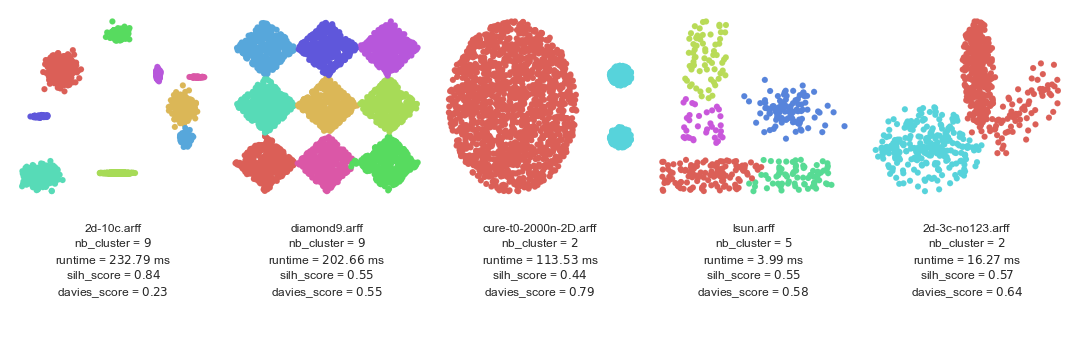 2d-10c.arff
nb_cluster = 9
runtime = 232.79 ms
silh_score = 0.84
davies_score = 0.23
diamond9.arff
nb_cluster = 9
runtime = 202.66 ms
silh_score = 0.55
davies_score = 0.55
cure-t0-2000n-2D.arff
nb_cluster = 2
runtime = 113.53 ms
silh_score = 0.44
davies_score = 0.79
lsun.arff
nb_cluster = 5
runtime = 3.99 ms
silh_score = 0.55
davies_score = 0.58
2d-3c-no123.arff
nb_cluster = 2
runtime = 16.27 ms
silh_score = 0.57
davies_score = 0.64